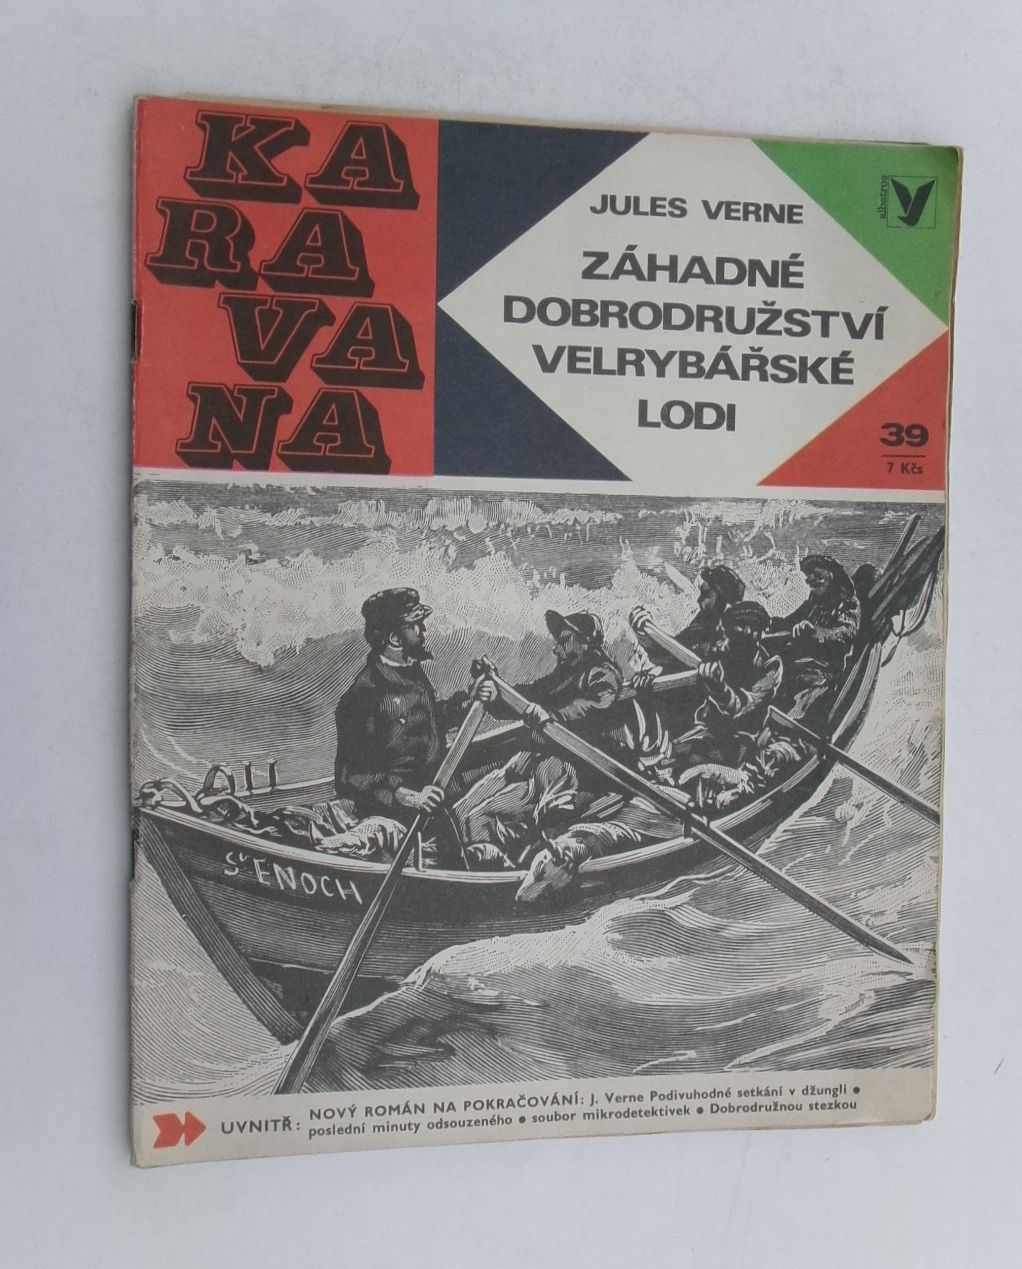 KA
RA
VA
NA
JULES VERNE
ZÁHADNÉ
DOBRODRUŽSTVÍ
VELRYBÁŘSKÉ
LODI
albatros
39
7 Kčs
St ENOCH
UVNITŘ:
NOVÝ ROMÁN NA POKRAČOVÁNÍ: J. Verne Podivuhodné setkání v džungli •
poslední minuty odsouzeného • soubor mikrodetektivek • Dobrodružnou stezkou